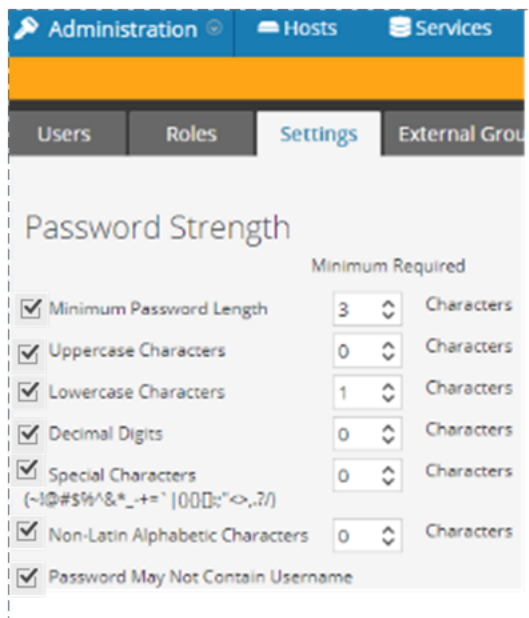 Administration Hosts Services
Users Roles Settings External Grou
Password Strength
Minimum Required
Minimum Password Length 3 Characters
Uppercase Characters 0 Characters
Lowercase Characters 1 Characters
Decimal Digits 0 Characters
Special Characters 0 Characters
(~!@#$%^&*_-+=`|(){}[]:;"<>,.?/)
Non-Latin Alphabetic Characters 0 Characters
Password May Not Contain Username